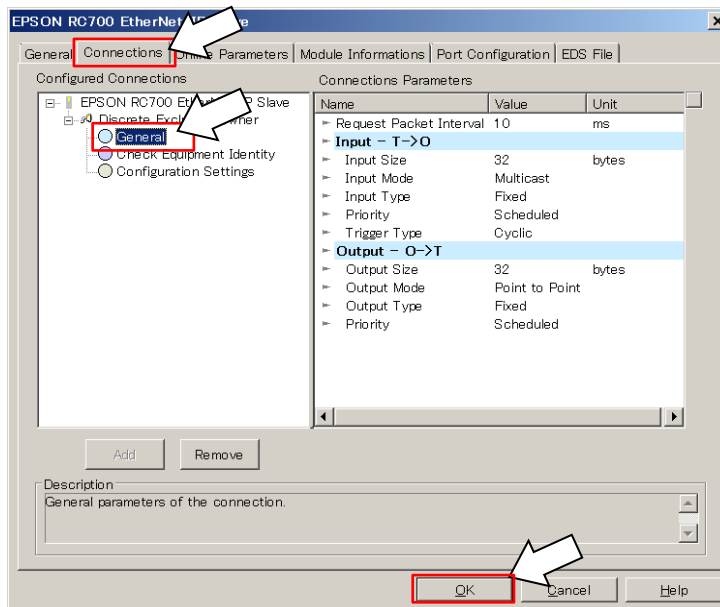 EPSON RC700 EtherNet
General Connections Parameters Module Informations Port Configuration EDS File
Configured Connections
Connections Parameters
EPSON RC700 Slave
Discrete
General
Check Equipment Identity
Configuration Settings
Name Value Unit
Request Packet Interval 10 ms
Input - T->O
Input Size 32 bytes
Input Mode Multicast
Input Type Fixed
Priority Scheduled
Trigger Type Cyclic
Output - O->T
Output Size 32 bytes
Output Mode Point to Point
Output Type Fixed
Priority Scheduled
Add Remove
Description
General parameters of the connection.
OK Cancel Help